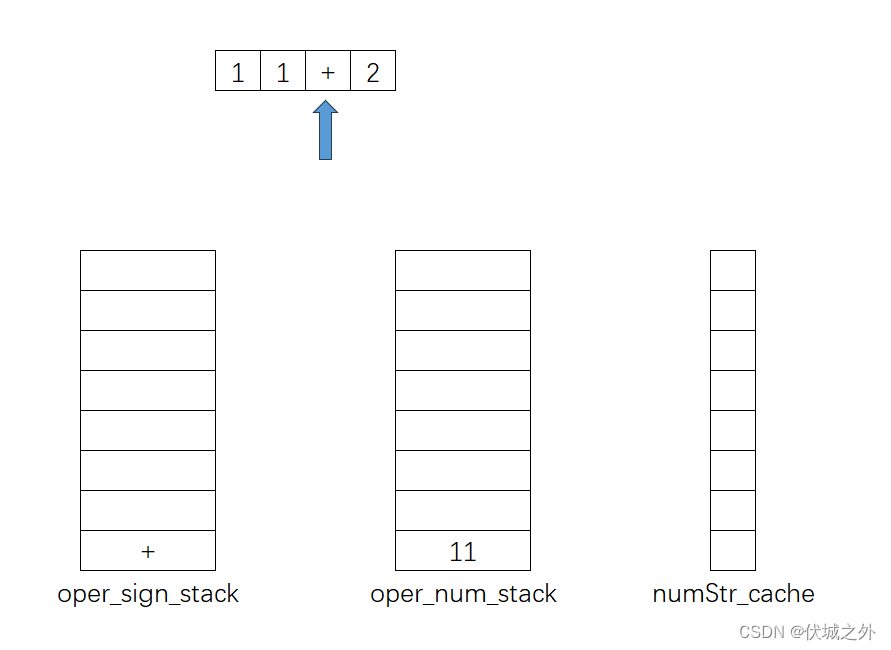 1 1 + 2
+ 11
oper_sign_stack oper_num_stack numStr_cache
CSDN @伏城之外